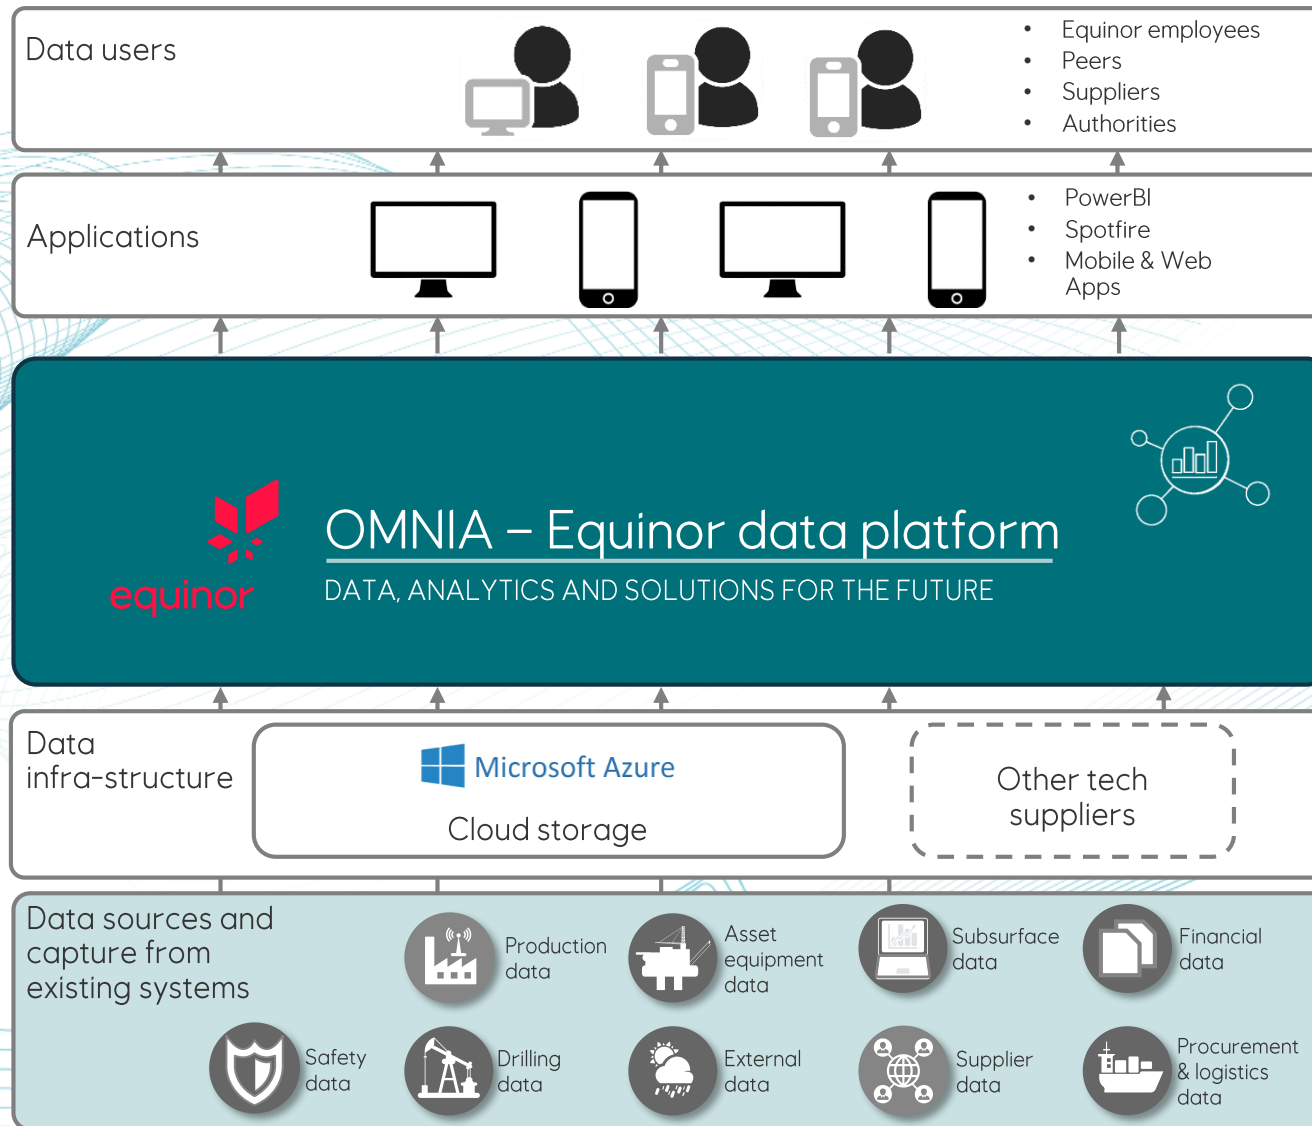 Data users
• Equinor employees
• Peers
• Suppliers
• Authorities
Applications
• PowerBI
• Spotfire
• Mobile & Web
Apps
equinor
OMNIA – Equinor data platform
DATA, ANALYTICS AND SOLUTIONS FOR THE FUTURE
Data
infra-structure
Microsoft Azure
Cloud storage
Other tech
suppliers
Data sources and
capture from
existing systems
Production
data
Asset
equipment
data
Subsurface
data
Financial
data
Safety
data
Drilling
data
External
data
Supplier
data
Procurement
& logistics
data